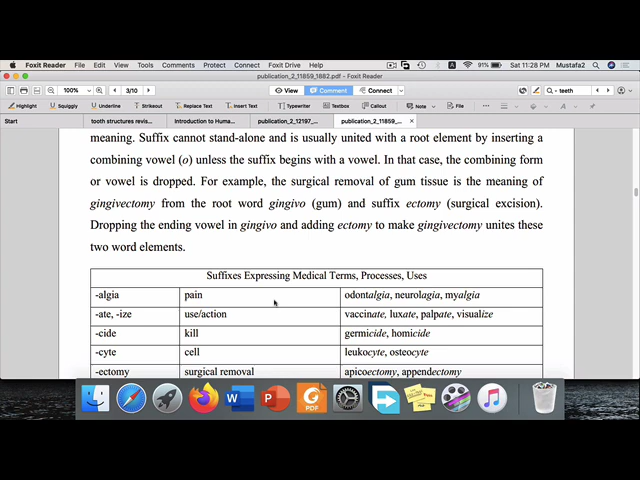 Foxit Reader File Edit View Tools Comments Protect Connect Foxit Drive Help 91% Sat 11:28 PM Mustafa2
publication_2_11859_1882.pdf - Foxit Reader
100% 3/10 View Comment Connect teeth
Highlight Squiggly Underline Strikeout Replace Text Insert Text Typewriter Textbox Callout Note File
Start tooth structures revis... Introduction to Huma... publication_2_12197_... publication_2_11859_...
meaning. Suffix cannot stand-alone and is usually united with a root element by inserting a
combining vowel (o) unless the suffix begins with a vowel. In that case, the combining form
or vowel is dropped. For example, the surgical removal of gum tissue is the meaning of
gingivectomy from the root word gingivo (gum) and suffix ectomy (surgical excision).
Dropping the ending vowel in gingivo and adding ectomy to make gingivectomy unites these
two word elements.
Suffixes Expressing Medical Terms, Processes, Uses
-algia pain odontalgia, neurolagia, myalgia
-ate, -ize use/action vaccinate, luxate, palpate, visualize
-cide kill germicide, homicide
-cyte cell leukocyte, osteocyte
-ectomy surgical removal apicoectomy, appendectomy
W P PDF